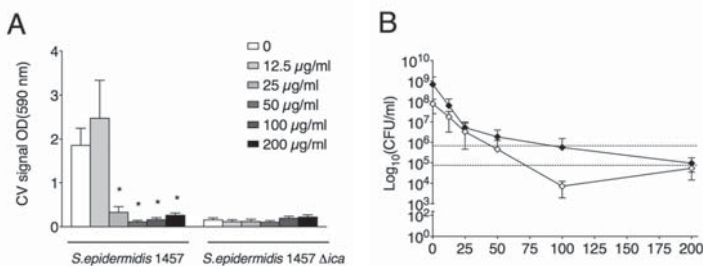 A
CV signal OD(590 nm)
4
3
2
1
0
0
12.5 µg/ml
25 µg/ml
50 µg/ml
100 µg/ml
200 µg/ml
*
* * *
S.epidermidis 1457
S.epidermidis 1457 Δica
B
Log10(CFU/ml)
10^10
10^9
10^8
10^7
10^6
10^5
10^4
10^2
10^0
0 25 50 75 100 125 150 175 200